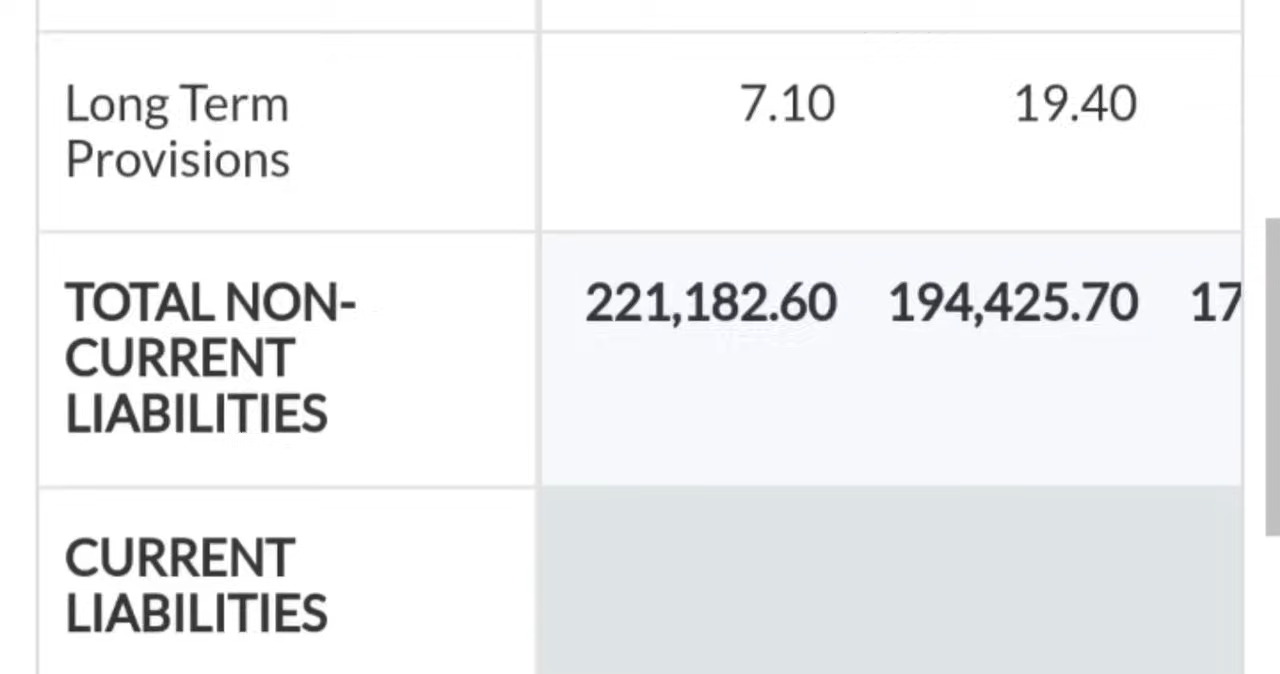 Long Term 7.10 19.40
Provisions
TOTAL NON- 221,182.60 194,425.70 17
CURRENT
LIABILITIES
CURRENT
LIABILITIES